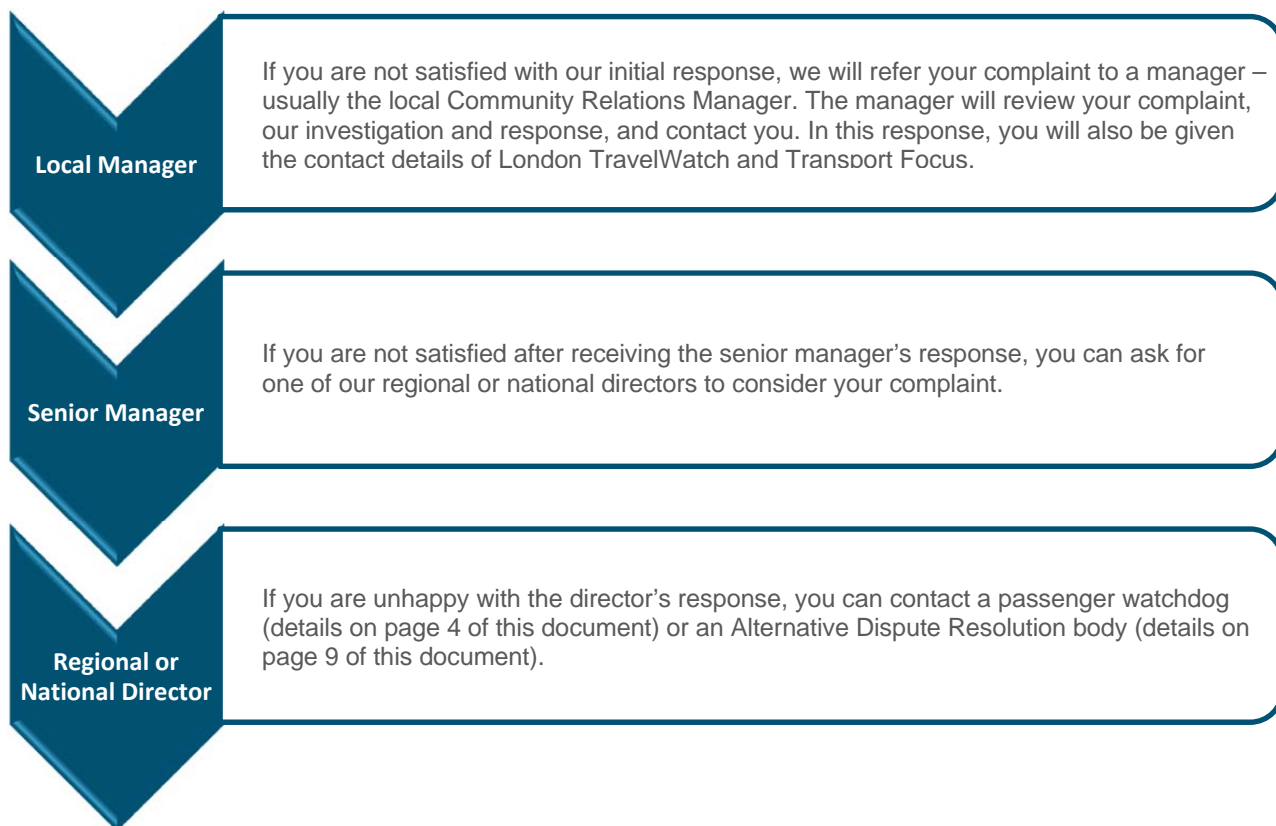 If you are not satisfied with our initial response, we will refer your complaint to a manager –
usually the local Community Relations Manager. The manager will review your complaint,
our investigation and response, and contact you. In this response, you will also be given
the contact details of London TravelWatch and Transport Focus.
Local Manager
If you are not satisfied after receiving the senior manager’s response, you can ask for
one of our regional or national directors to consider your complaint.
Senior Manager
If you are unhappy with the director’s response, you can contact a passenger watchdog
(details on page 4 of this document) or an Alternative Dispute Resolution body (details on
page 9 of this document).
Regional or
National Director